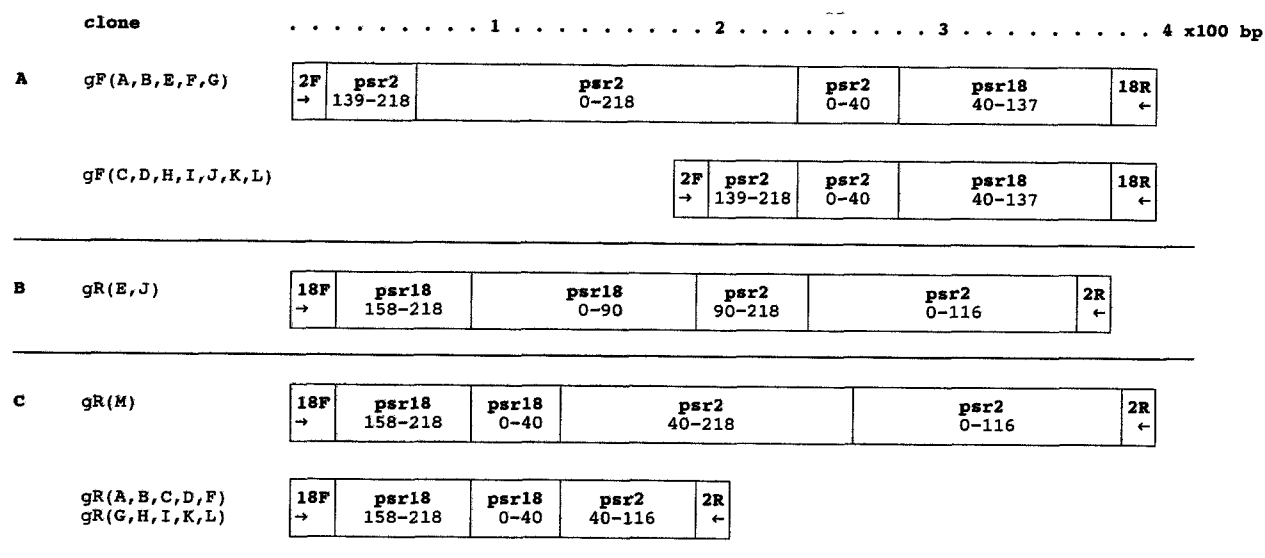 clone . . . . . . . . . 1 . . . . . . . . . 2 . . . . . . . . . 3 . . . . . . . . . 4 x100 bp
A gF(A,B,E,F,G) 2F psr2 psr2 psr2 psr18 18R
→ 139-218 0-218 0-40 40-137 ←
gF(C,D,H,I,J,K,L) 2F psr2 psr2 psr18 18R
→ 139-218 0-40 40-137 ←
B gR(E,J) 18F psr18 psr18 psr2 psr2 2R
→ 158-218 0-90 90-218 0-116 ←
C gR(M) 18F psr18 psr18 psr2 psr2 2R
→ 158-218 0-40 40-218 0-116 ←
gR(A,B,C,D,F) 18F psr18 psr18 psr2 2R
gR(G,H,I,K,L) → 158-218 0-40 40-116 ←